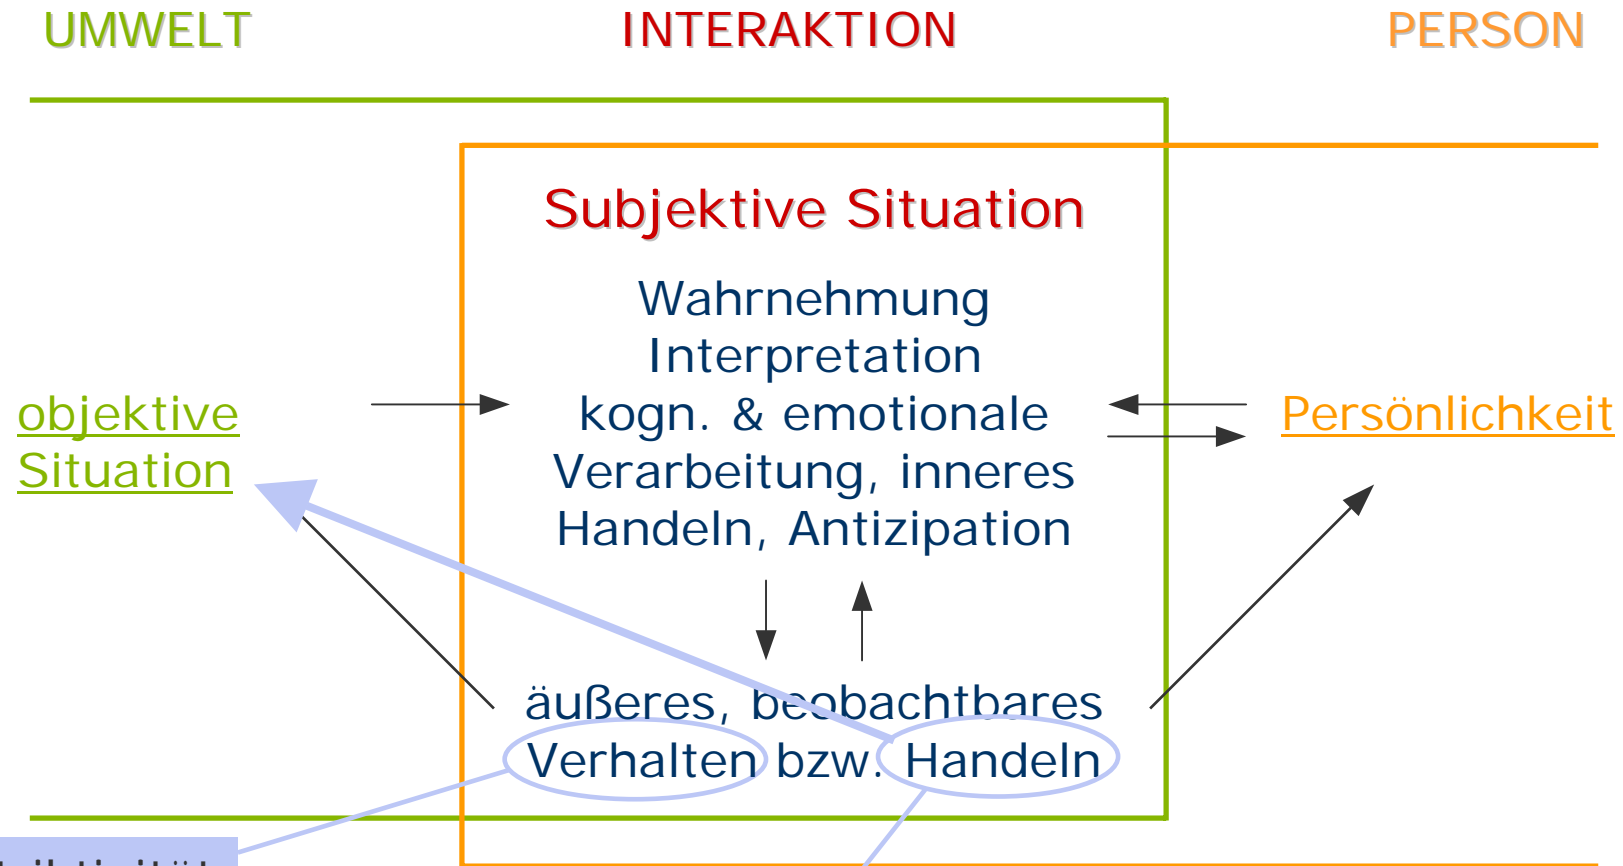 UMWELT INTERAKTION PERSON
Subjektive Situation
Wahrnehmung
Interpretation
kogn. & emotionale
Verarbeitung, inneres
Handeln, Antizipation
objektive
Situation
Persönlichkeit
äußeres, beobachtbares
Verhalten bzw. Handeln